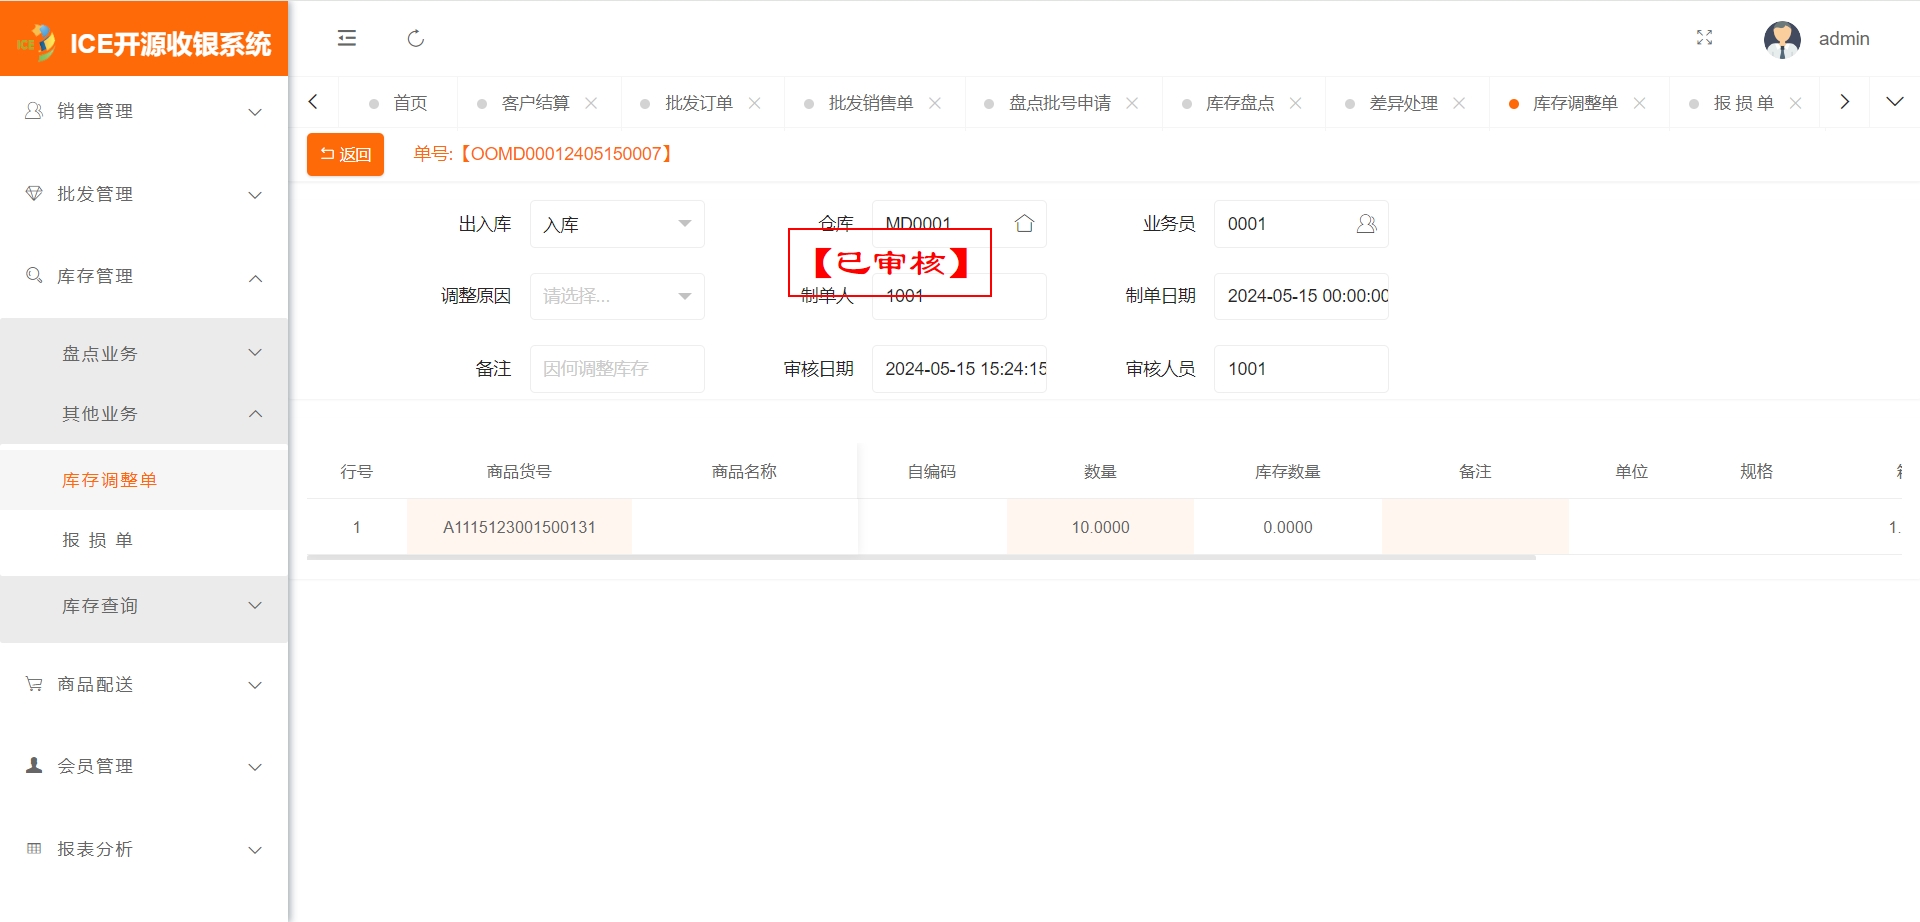 ICE开源收银系统
admin
首页
客户结算
批发订单
批发销售单
盘点批号申请
库存盘点
差异处理
库存调整单
报 损 单
返回
单号:【OOMD00012405150007】
销售管理
批发管理
库存管理
盘点业务
其他业务
库存调整单
报 损 单
库存查询
商品配送
会员管理
报表分析
出入库 入库
仓库 MD0001
业务员 0001
【已审核】
调整原因 请选择...
制单人 1001
制单日期 2024-05-15 00:00:00
备注 因何调整库存
审核日期 2024-05-15 15:24:15
审核人员 1001
行号 商品货号 商品名称 自编码 数量 库存数量 备注 单位 规格
1 A1115123001500131 10.0000 0.0000 1.